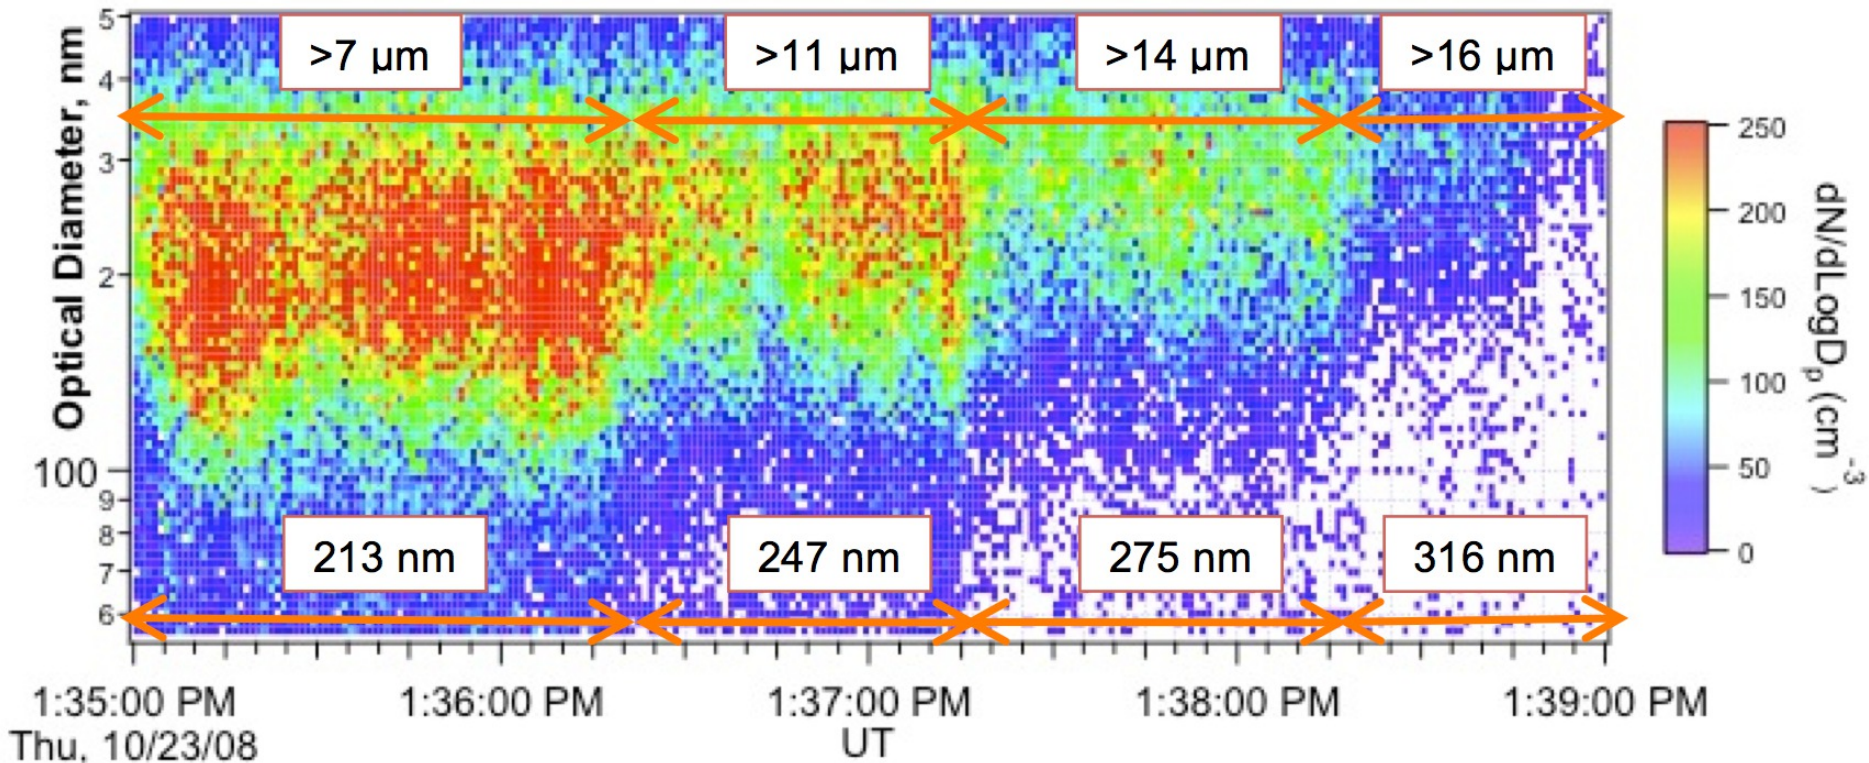 5
4
3
2
100
9
8
7
6
Optical Diameter, nm
>7 µm
>11 µm
>14 µm
>16 µm
213 nm
247 nm
275 nm
316 nm
250
200
150
100
50
0
dN/dLogDp (cm-3)
1:35:00 PM
1:36:00 PM
1:37:00 PM
1:38:00 PM
1:39:00 PM
Thu, 10/23/08
UT